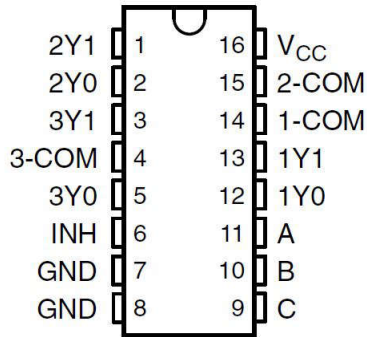 2Y1 1 16 VCC
2Y0 2 15 2-COM
3Y1 3 14 1-COM
3-COM 4 13 1Y1
3Y0 5 12 1Y0
INH 6 11 A
GND 7 10 B
GND 8 9 C